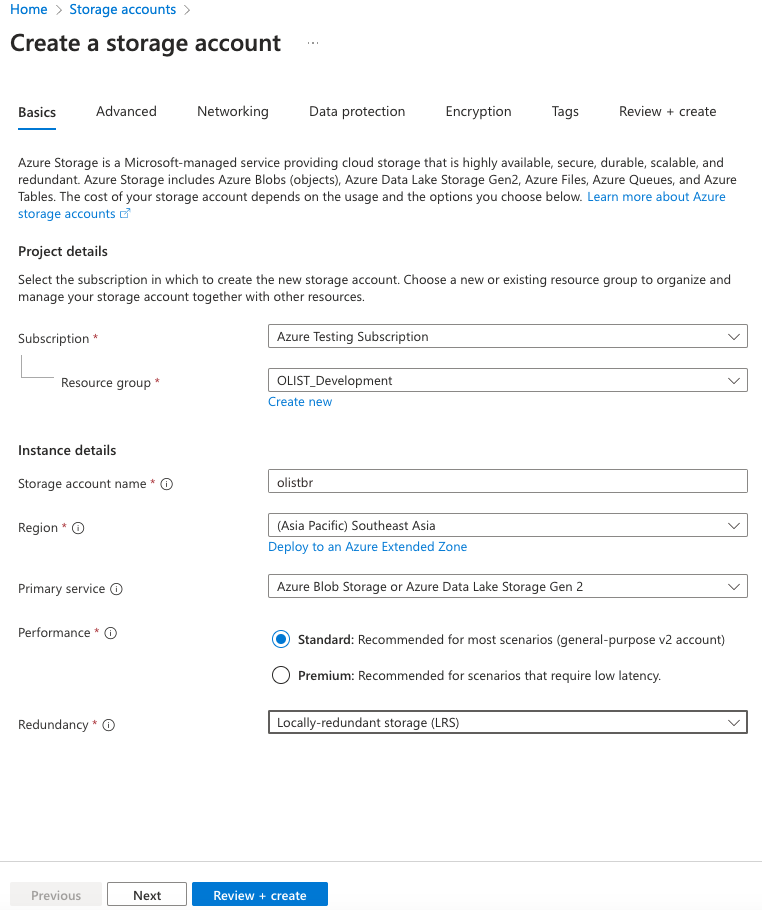 Home > Storage accounts >
Create a storage account ...
Basics Advanced Networking Data protection Encryption Tags Review + create
Azure Storage is a Microsoft-managed service providing cloud storage that is highly available, secure, durable, scalable, and
redundant. Azure Storage includes Azure Blobs (objects), Azure Data Lake Storage Gen2, Azure Files, Azure Queues, and Azure
Tables. The cost of your storage account depends on the usage and the options you choose below. Learn more about Azure
storage accounts
Project details
Select the subscription in which to create the new storage account. Choose a new or existing resource group to organize and
manage your storage account together with other resources.
Subscription * Azure Testing Subscription
Resource group * OLIST_Development
Create new
Instance details
Storage account name * olistbr
Region * (Asia Pacific) Southeast Asia
Deploy to an Azure Extended Zone
Primary service Azure Blob Storage or Azure Data Lake Storage Gen 2
Performance * Standard: Recommended for most scenarios (general-purpose v2 account)
Premium: Recommended for scenarios that require low latency.
Redundancy * Locally-redundant storage (LRS)
Previous Next Review + create